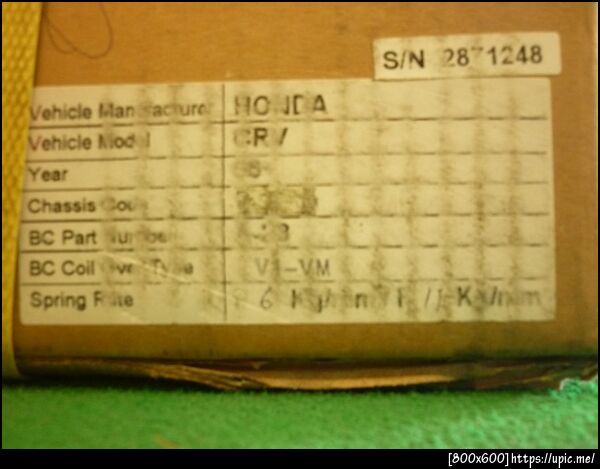 S/N 2871248
Vehicle Manufacturer HONDA
Vehicle Model CRV
Year
Chassis Code
BC Part Number
BC Coil Over Type V1-VM
Spring Rate
[800x600]https://upic.me/